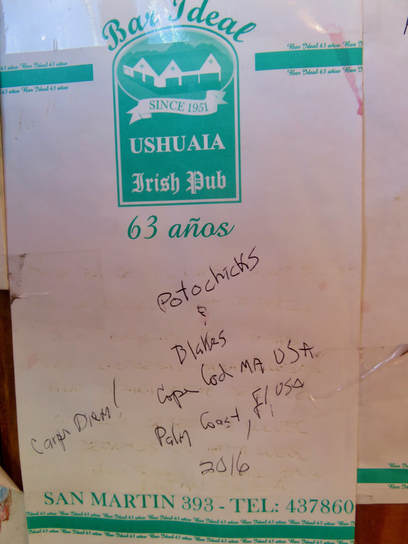 Bar Ideal
SINCE 1951
USHUAIA
Irish Pub
63 años
Potochicks
&
Blakes
Cape Cod MA USA
Palm Coast, Fl, USA
2016
Carpe Diem!
SAN MARTIN 393 - TEL: 437860